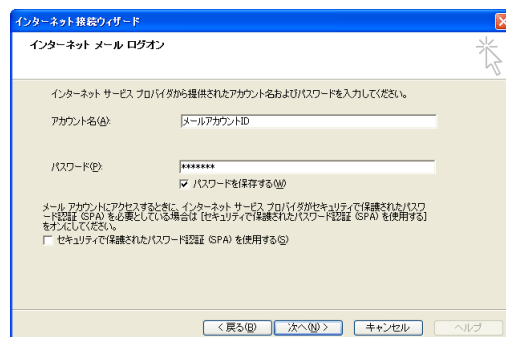 インターネット接続ウィザード
インターネット メール ログオン
インターネット サービス プロバイダから提供されたアカウント名およびパスワードを入力してください。
アカウント名(A):
メールアカウントID
パスワード(P):
*******
パスワードを保存する(W)
メール アカウントにアクセスするときに、インターネット サービス プロバイダがセキュリティで保護されたパスワ
ード認証 (SPA) を必要としている場合は [セキュリティで保護されたパスワード認証 (SPA) を使用する]
をオンにしてください。
セキュリティで保護されたパスワード認証 (SPA) を使用する(S)
< 戻る(B)
次へ(N) >
キャンセル
ヘルプ